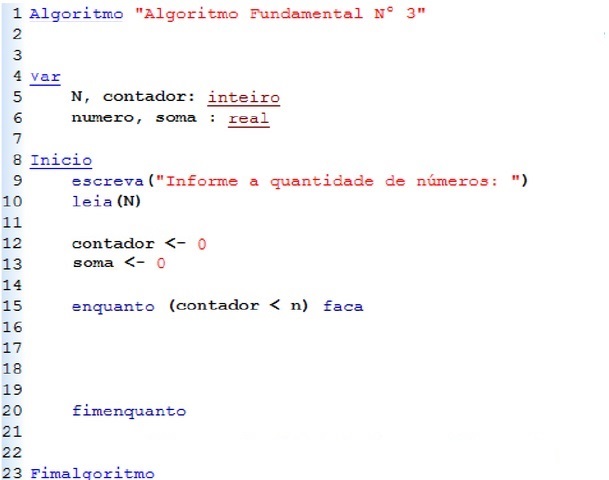 1 Algoritmo "Algoritmo Fundamental N° 3"
2
3
4 var
5 N, contador: inteiro
6 numero, soma : real
7
8 Inicio
9 escreva("Informe a quantidade de números: ")
10 leia(N)
11
12 contador <- 0
13 soma <- 0
14
15 enquanto (contador < n) faca
16
17
18
19
20 fimenquanto
21
22
23 Fimalgoritmo